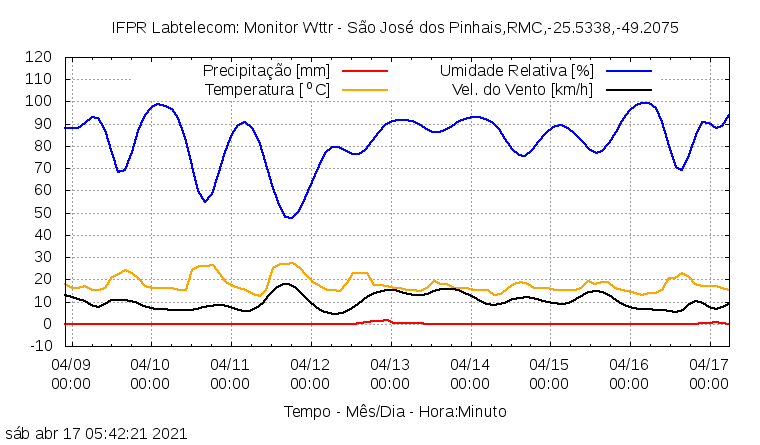 IFPR Labtelecom: Monitor Wttr - São José dos Pinhais,RMC,-25.5338,-49.2075
Precipitação [mm]
Temperatura [⁰C]
Umidade Relativa [%]
Vel. do Vento [km/h]
120
110
100
90
80
70
60
50
40
30
20
10
0
-10
04/09 04/10 04/11 04/12 04/13 04/14 04/15 04/16 04/17
00:00 00:00 00:00 00:00 00:00 00:00 00:00 00:00 00:00
Tempo - Mês/Dia - Hora:Minuto
sáb abr 17 05:42:21 2021